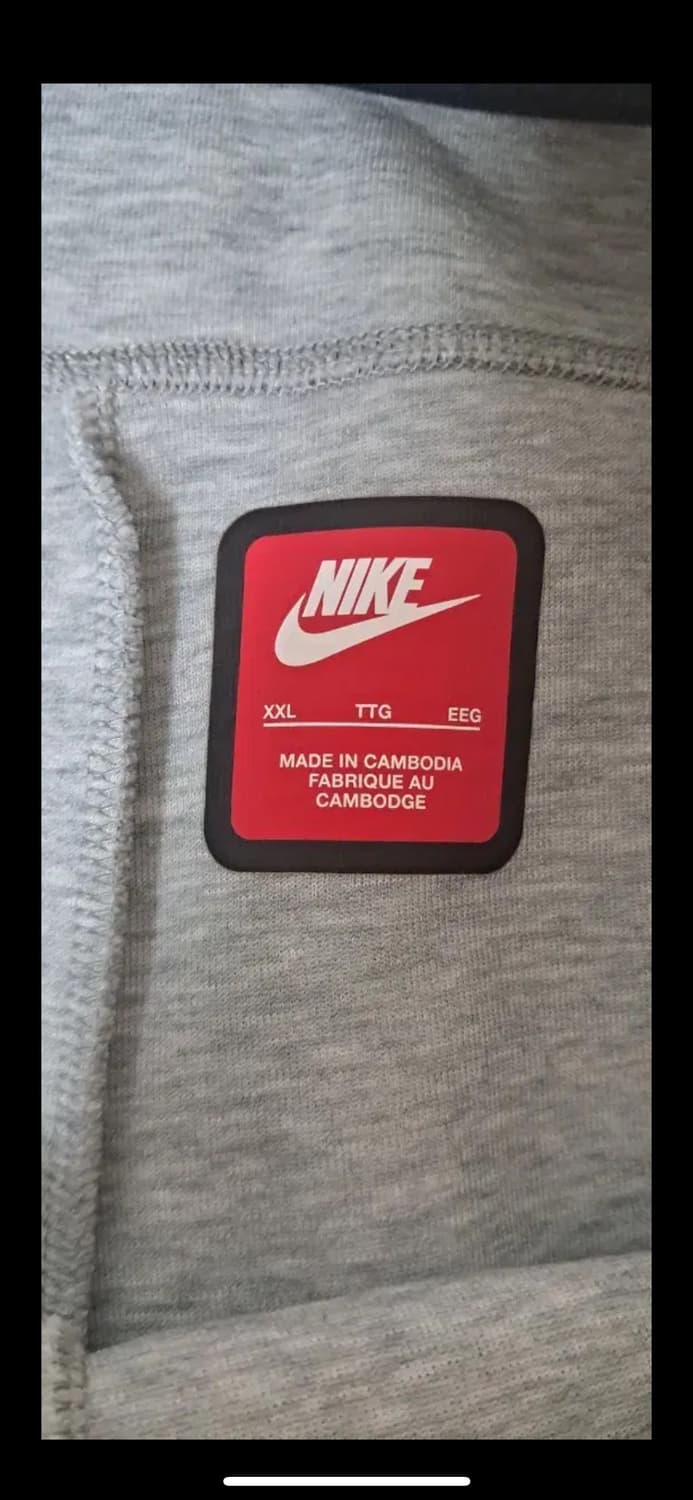 NIKE
XXL TTG EEG
MADE IN CAMBODIA
FABRIQUE AU
CAMBODGE